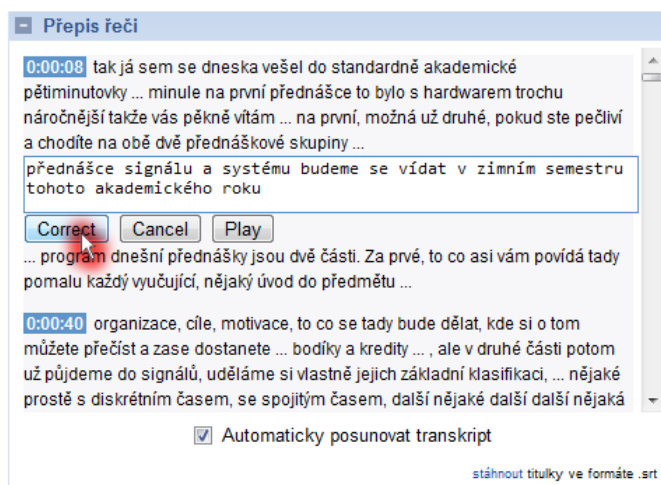 Přepis řeči
0:00:08 tak já sem se dneska vešel do standardně akademické
pětiminutovky ... minule na první přednášce to bylo s hardwarem trochu
náročnější takže vás pěkně vítám ... na první, možná už druhé, pokud ste pečliví
a chodíte na obě dvě přednáškové skupiny ...
přednášce signálu a systému budeme se vídat v zimním semestru
tohoto akademického roku
Correct Cancel Play
... program dnešní přednášky jsou dvě části. Za prvé, to co asi vám povídá tady
pomalu každý vyučující, nějaký úvod do předmětu ...
0:00:40 organizace, cíle, motivace, to co se tady bude dělat, kde si o tom
můžete přečíst a zase dostanete ... bodíky a kredity ... , ale v druhé části potom
už půjdeme do signálů, uděláme si vlastně jejich základní klasifikaci, ... nějaké
prostě s diskrétním časem, se spojitým časem, další nějaké další další nějaká
Automaticky posunovat transkript
stáhnout titulky ve formáte .srt